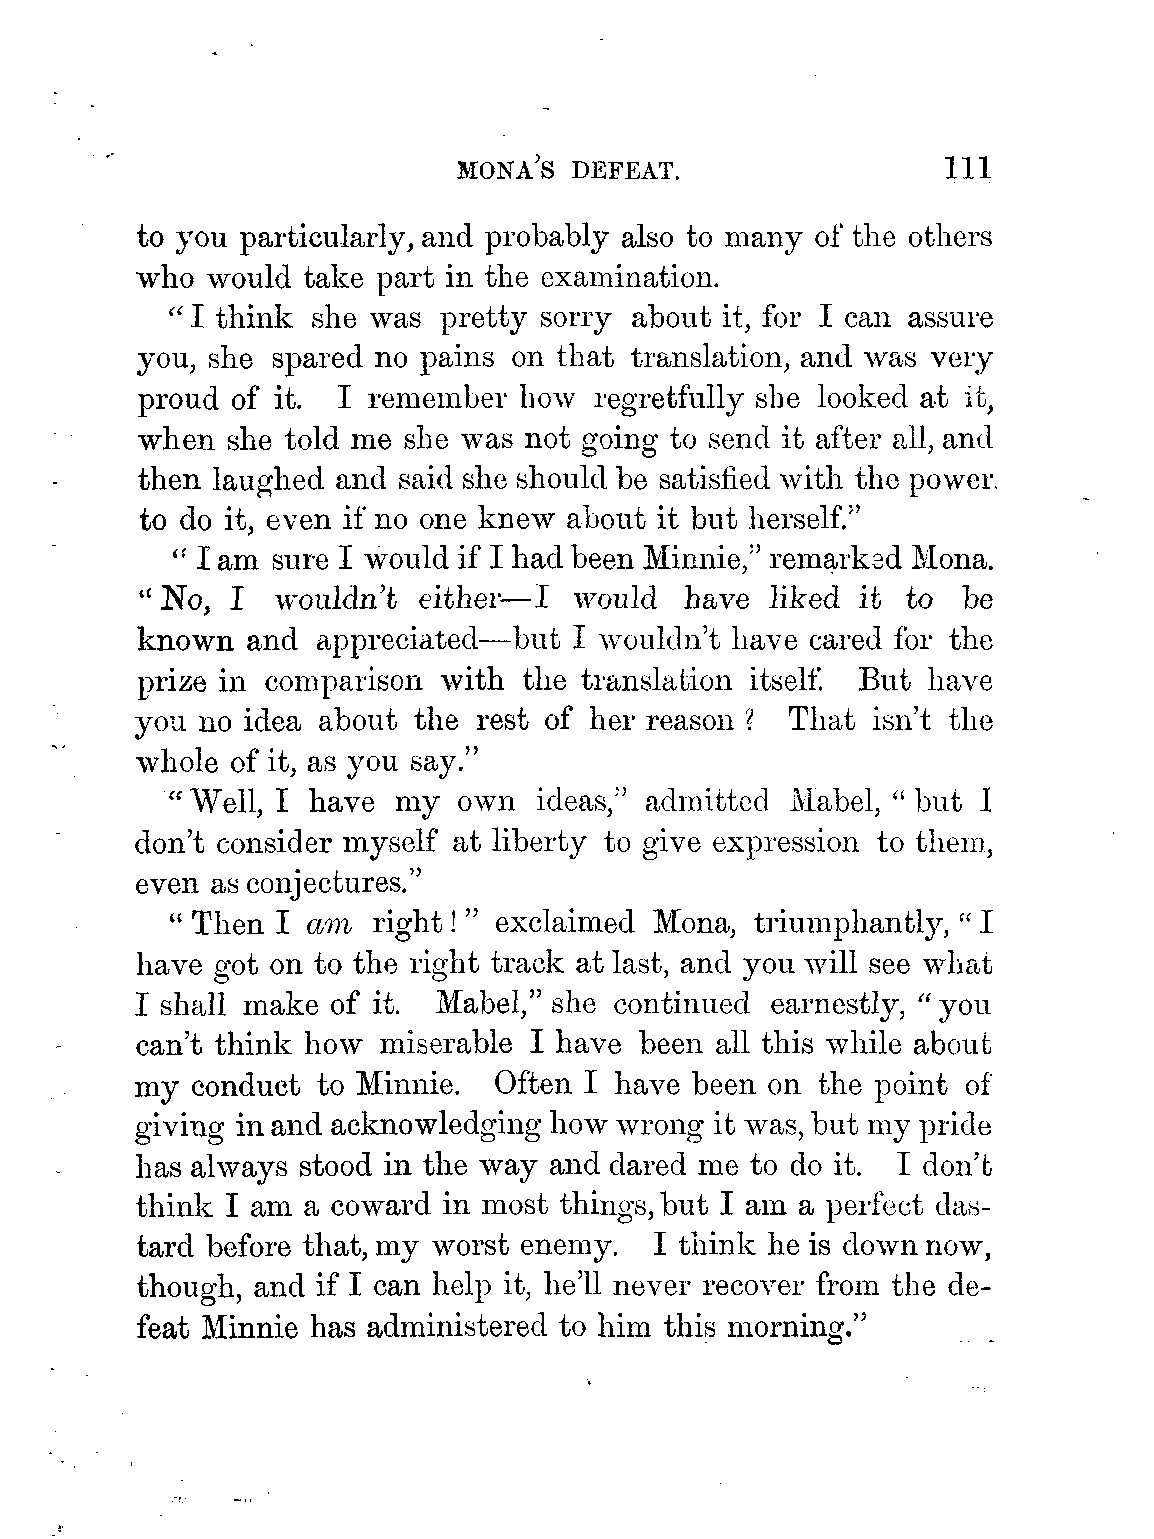 MONA'S DEFEAT. 111
to you particularly, and probably also to many of the others
who would take part in the examination.
"I think she was pretty sorry about it, for I can assure
you, she spared no pains on that translation, and was very
proud of it. I remember how regretfully she looked at it,
when she told me she was not going to send it after all, and
then laughed and said she should be satisfied with the power
to do it, even if no one knew about it but herself."
"I am sure I would if I had been Minnie," remarked Mona.
"No, I wouldn't either—I would have liked it to be
known and appreciated—but I wouldn't have cared for the
prize in comparison with the translation itself. But have
you no idea about the rest of her reason? That isn't the
whole of it, as you say."
"Well, I have my own ideas," admitted Mabel, "but I
don't consider myself at liberty to give expression to them,
even as conjectures."
"Then I am right!" exclaimed Mona, triumphantly, "I
have got on to the right track at last, and you will see what
I shall make of it. Mabel," she continued earnestly, "you
can't think how miserable I have been all this while about
my conduct to Minnie. Often I have been on the point of
giving in and acknowledging how wrong it was, but my pride
has always stood in the way and dared me to do it. I don't
think I am a coward in most things, but I am a perfect das-
tard before that, my worst enemy. I think he is down now,
though, and if I can help it, he'll never recover from the de-
feat Minnie has administered to him this morning."